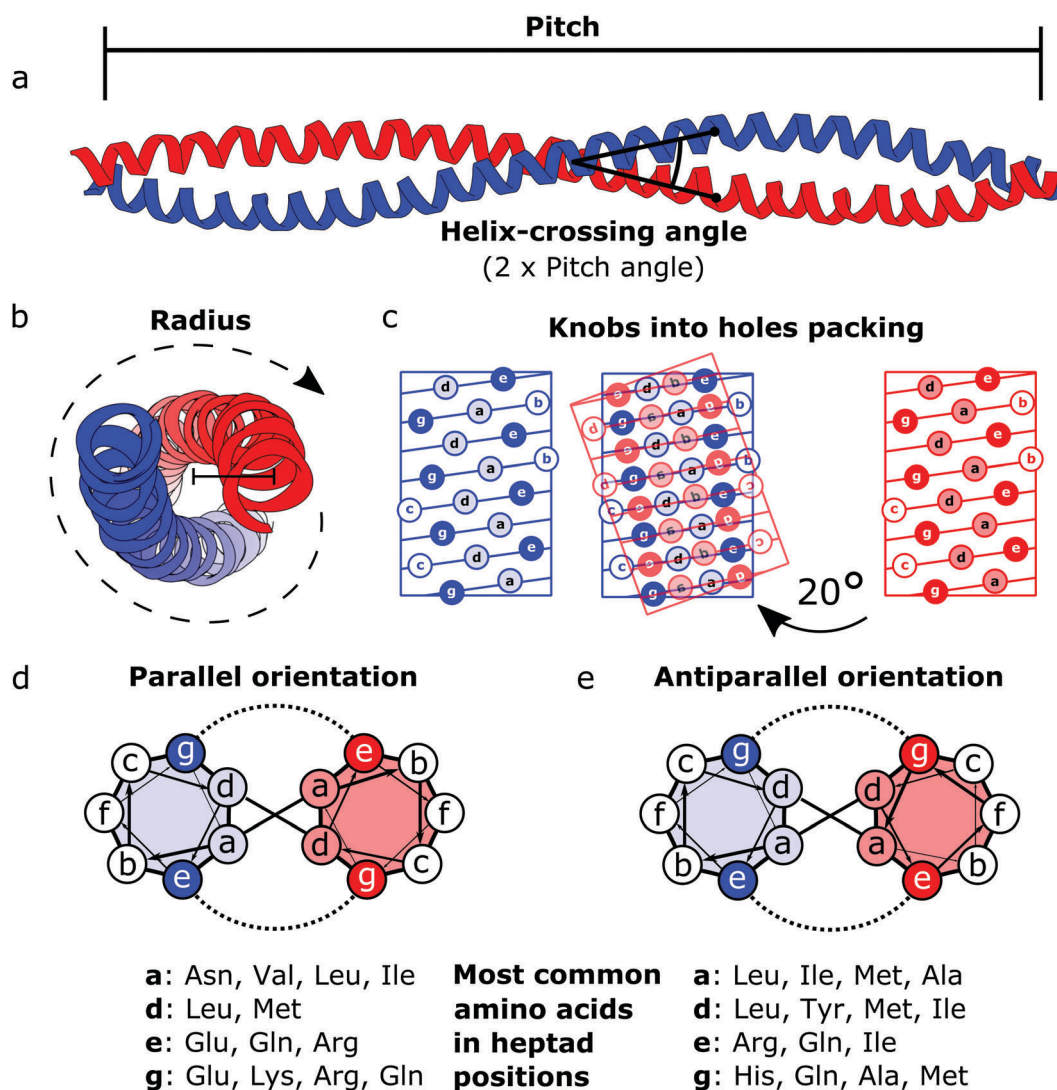 Pitch
a
Helix-crossing angle
(2 x Pitch angle)
b
Radius
c
Knobs into holes packing
d e
g a b
d e
g a b
c d e
g a
c d e
g a
d e
g a b
d e
g a b
c d e
g a
c d e
g a
20°
d e
g a b
d e
g a b
c d e
g a
c d e
g a
d
Parallel orientation
g e
c b
d a
f f
a d
b c
e g
e
Antiparallel orientation
g g
c c
d d
f f
a a
b b
e e
a: Asn, Val, Leu, Ile
d: Leu, Met
e: Glu, Gln, Arg
g: Glu, Lys, Arg, Gln
Most common
amino acids
in heptad
positions
a: Leu, Ile, Met, Ala
d: Leu, Tyr, Met, Ile
e: Arg, Gln, Ile
g: His, Gln, Ala, Met